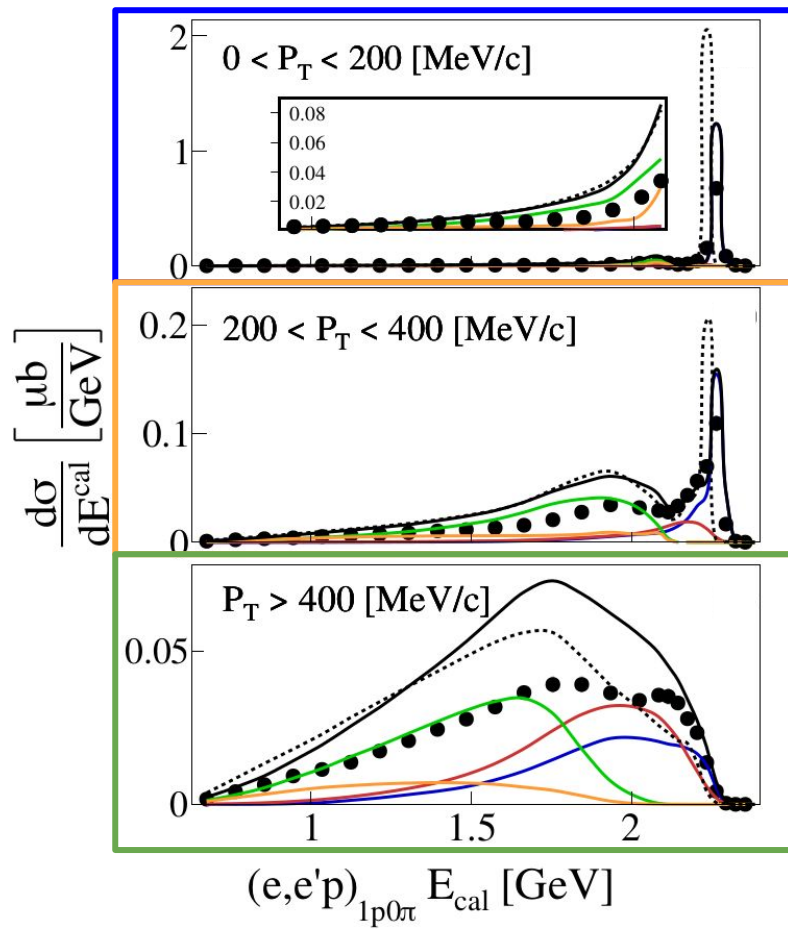 2
0 < P_T < 200 [MeV/c]
0.08
0.06
0.04
0.02
1
0
0.2
200 < P_T < 400 [MeV/c]
0.1
0
P_T > 400 [MeV/c]
0.05
0
1 1.5 2
dσ/dE^cal [μb/GeV]
(e,e'p)_1p0π E_cal [GeV]